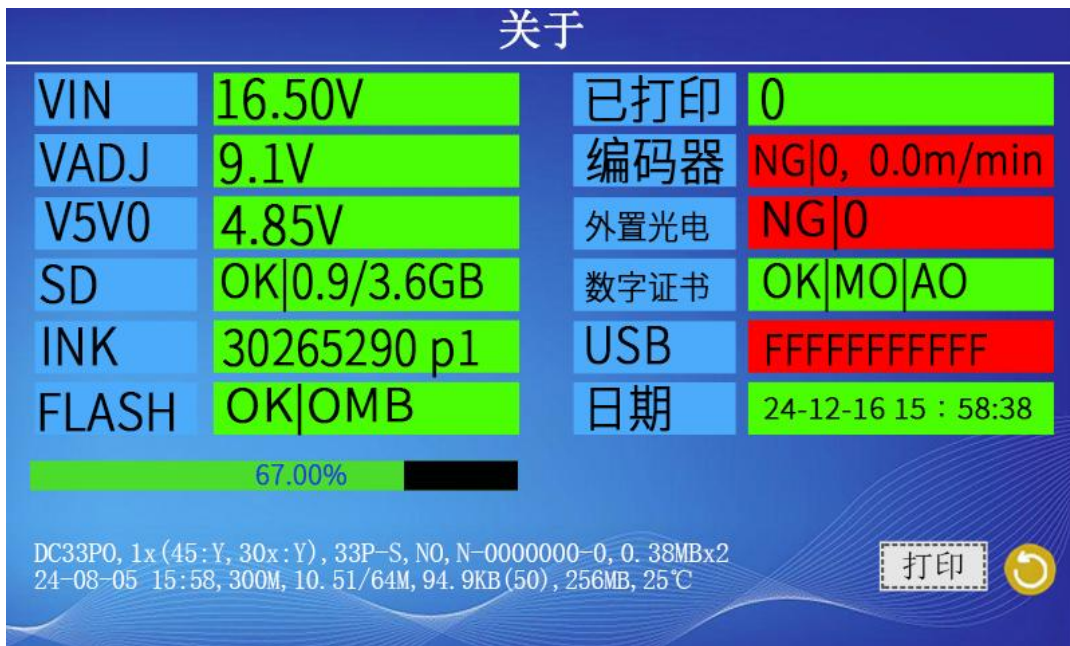 关于
VIN 16.50V 已打印 0
VADJ 9.1V 编码器 NG|0, 0.0m/min
V5V0 4.85V 外置光电 NG|0
SD OK|0.9/3.6GB 数字证书 OK|MO|AO
INK 30265290 p1 USB FFFFFFFFFFF
FLASH OK|OMB 日期 24-12-16 15：58:38
67.00%
DC33P0, 1x(45:Y, 30x:Y), 33P-S, NO, N-0000000-0, 0.38MBx2
24-08-05 15:58, 300M, 10.51/64M, 94.9KB(50), 256MB, 25℃
打印